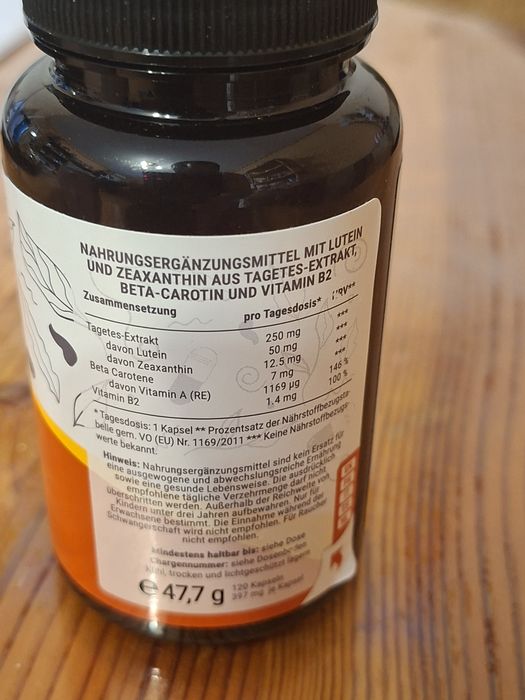 NAHRUNGSERGÄNZUNGSMITTEL MIT LUTEIN
UND ZEAXANTHIN AUS TAGETES-EXTRAKT,
BETA-CAROTIN UND VITAMIN B2
Zusammensetzung pro Tagesdosis* NRV**
Tagetes-Extrakt 250 mg ***
davon Lutein 50 mg ***
davon Zeaxanthin 12.5 mg ***
Beta Carotene 7 mg ***
davon Vitamin A (RE) 1169 µg 146 %
Vitamin B2 1.4 mg 100 %
* Tagesdosis: 1 Kapsel ** Prozentsatz der Nährstoffbezugsta-
belle gem. VO (EU) Nr. 1169/2011 *** Keine Nährstoffbezugs-
werte bekannt.
Hinweis: Nahrungsergänzungsmittel sind kein Ersatz für
eine ausgewogene und abwechslungsreiche Ernährung
sowie eine gesunde Lebensweise. Die ausdrücklich
empfohlene tägliche Verzehrmenge darf nicht
überschritten werden. Außerhalb der Reichweite von
Kindern unter drei Jahren aufbewahren. Nur für
Erwachsene bestimmt. Die Einnahme während der
Schwangerschaft wird nicht empfohlen. Für Raucher
nicht empfohlen.
Mindestens haltbar bis: siehe Dose
Chargennummer: siehe Dosenboden
Kühl, trocken und lichtgeschützt lagern
℮ 47,7 g 120 Kapseln
397 mg je Kapsel